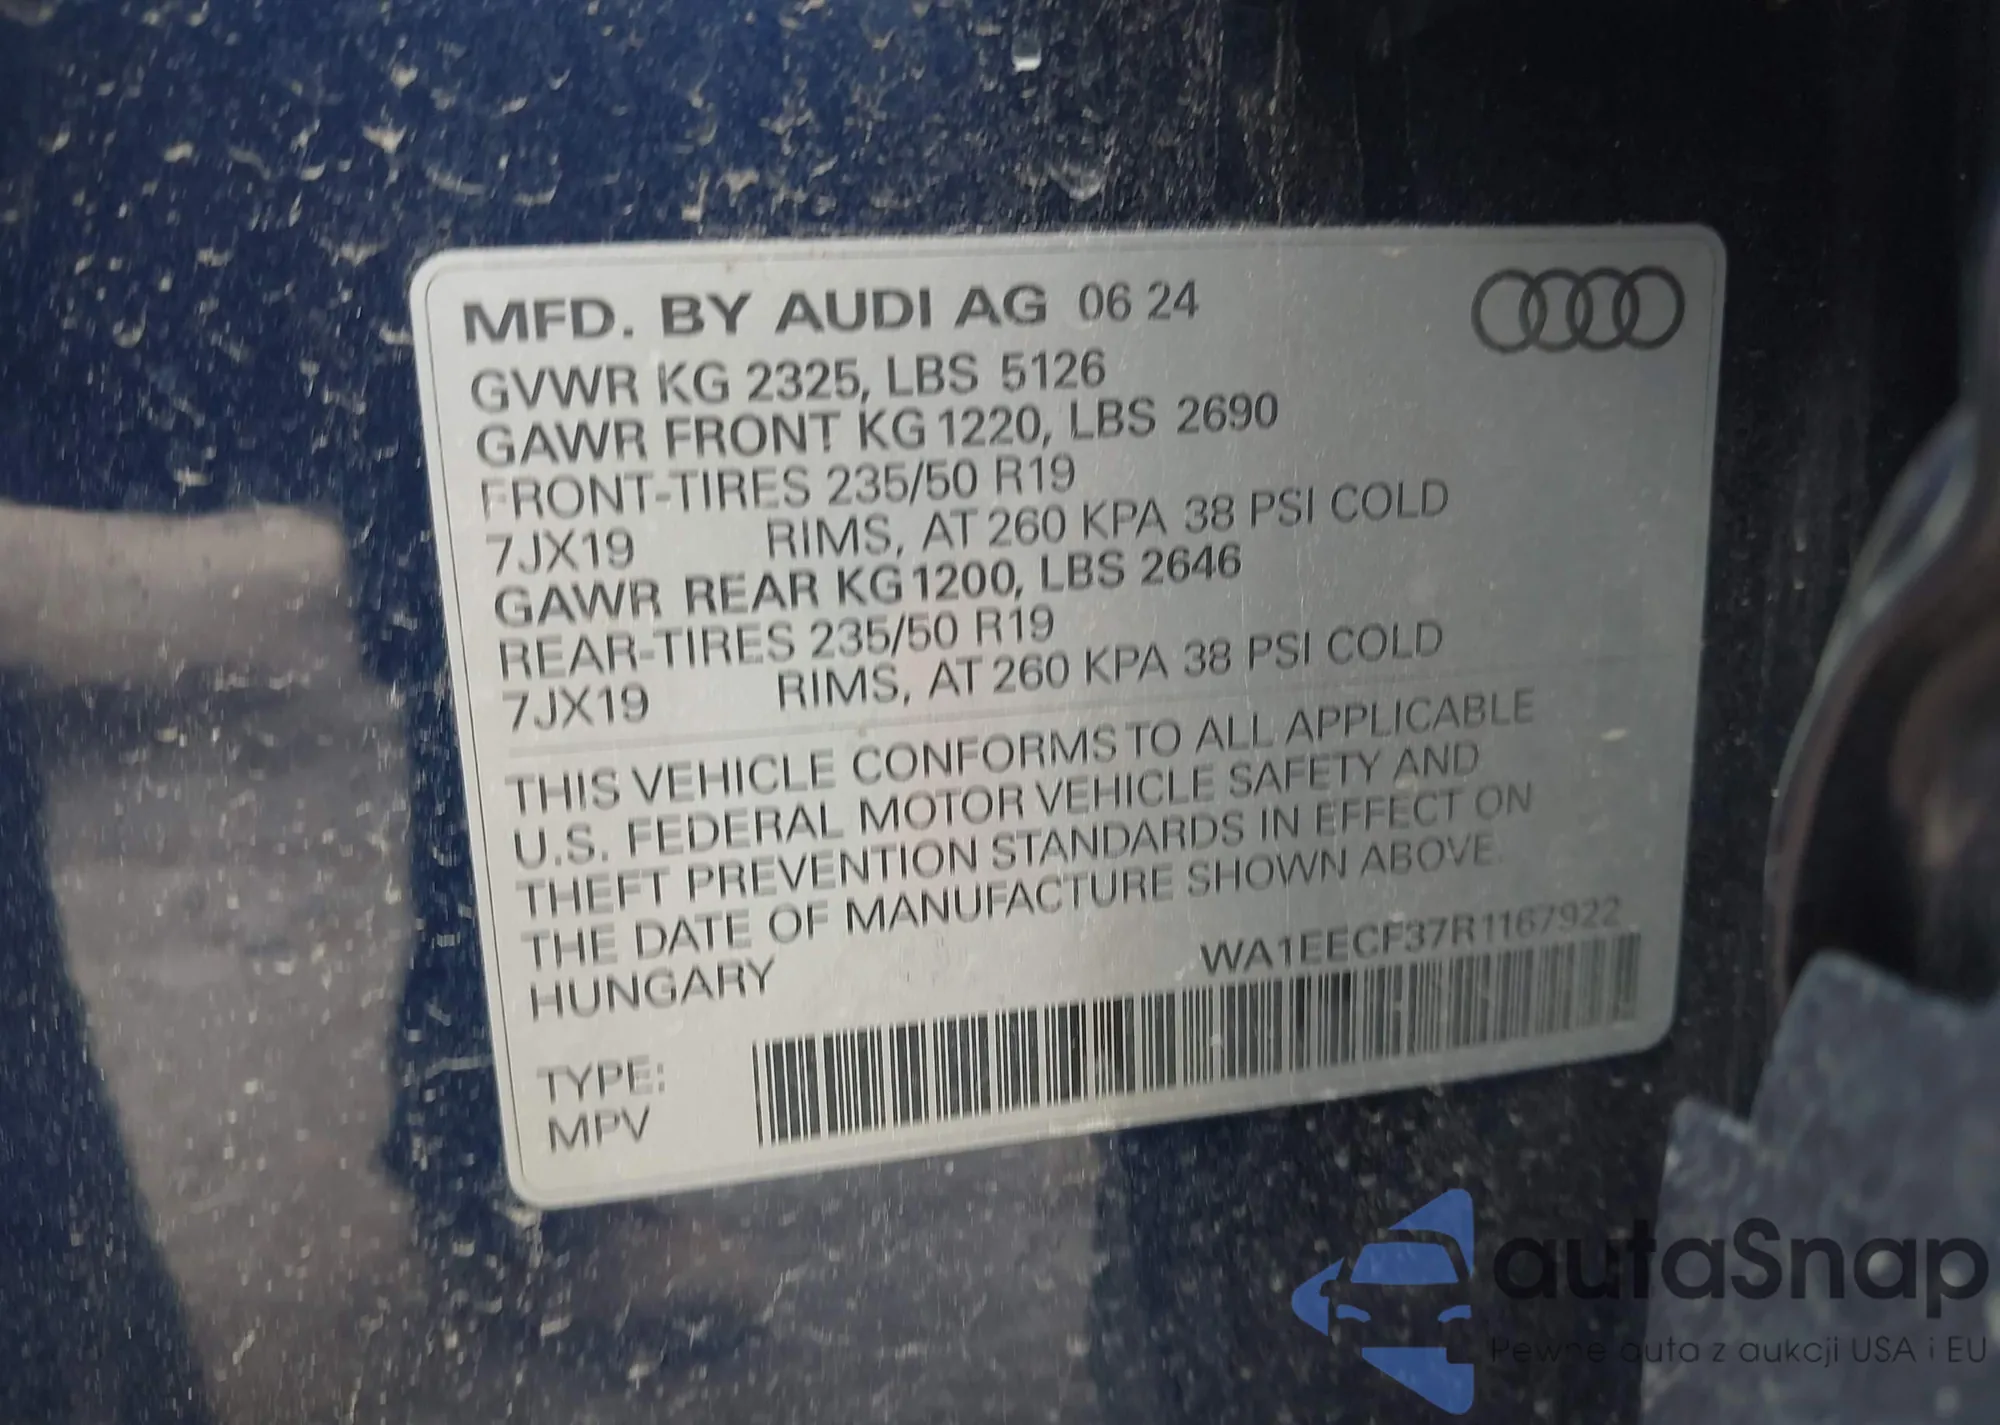 MFD. BY AUDI AG 06 24
GVWR KG 2325, LBS 5126
GAWR FRONT KG 1220, LBS 2690
FRONT-TIRES 235/50 R19
7JX19 RIMS, AT 260 KPA 38 PSI COLD
GAWR REAR KG 1200, LBS 2646
REAR-TIRES 235/50 R19
7JX19 RIMS, AT 260 KPA 38 PSI COLD
THIS VEHICLE CONFORMS TO ALL APPLICABLE
U.S. FEDERAL MOTOR VEHICLE SAFETY AND
THEFT PREVENTION STANDARDS IN EFFECT ON
THE DATE OF MANUFACTURE SHOWN ABOVE.
HUNGARY WA1EECF37R1167922
TYPE:
MPV
autaSnap
Pewne auta z aukcji USA i EU